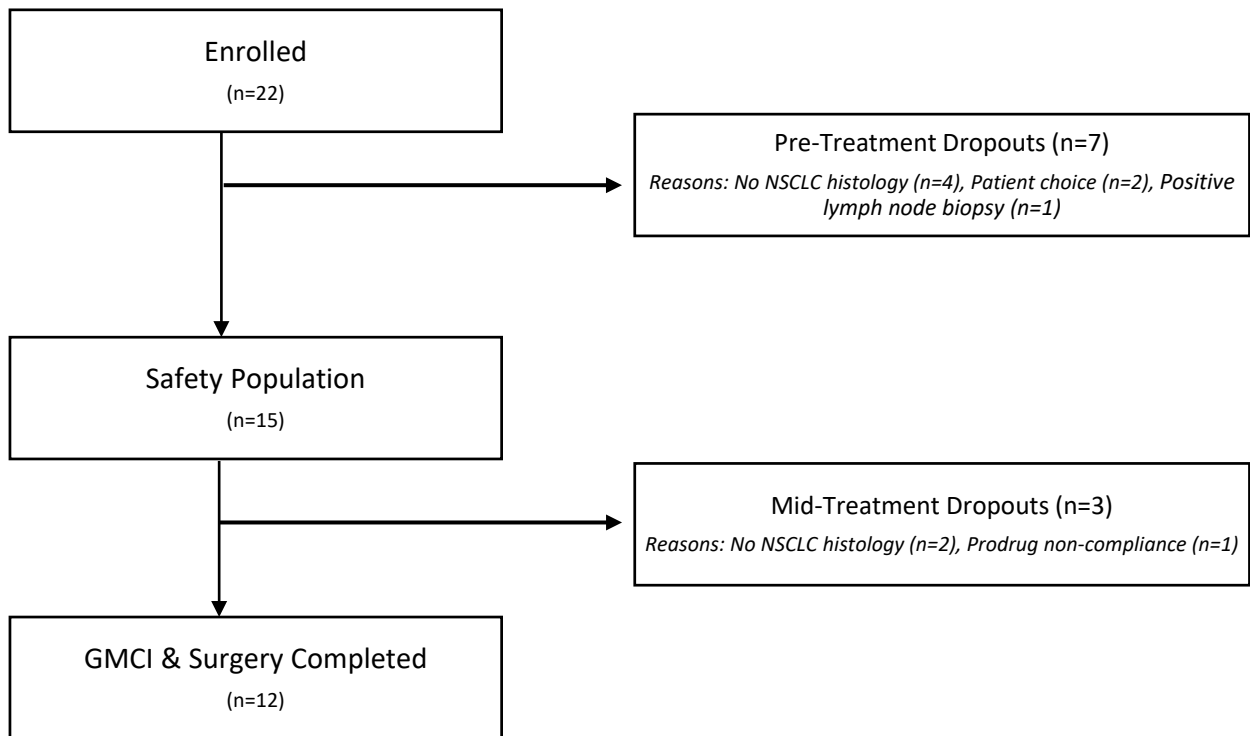 Enrolled
(n=22)
Pre-Treatment Dropouts (n=7)
Reasons: No NSCLC histology (n=4), Patient choice (n=2), Positive
lymph node biopsy (n=1)
Safety Population
(n=15)
Mid-Treatment Dropouts (n=3)
Reasons: No NSCLC histology (n=2), Prodrug non-compliance (n=1)
GMCI & Surgery Completed
(n=12)